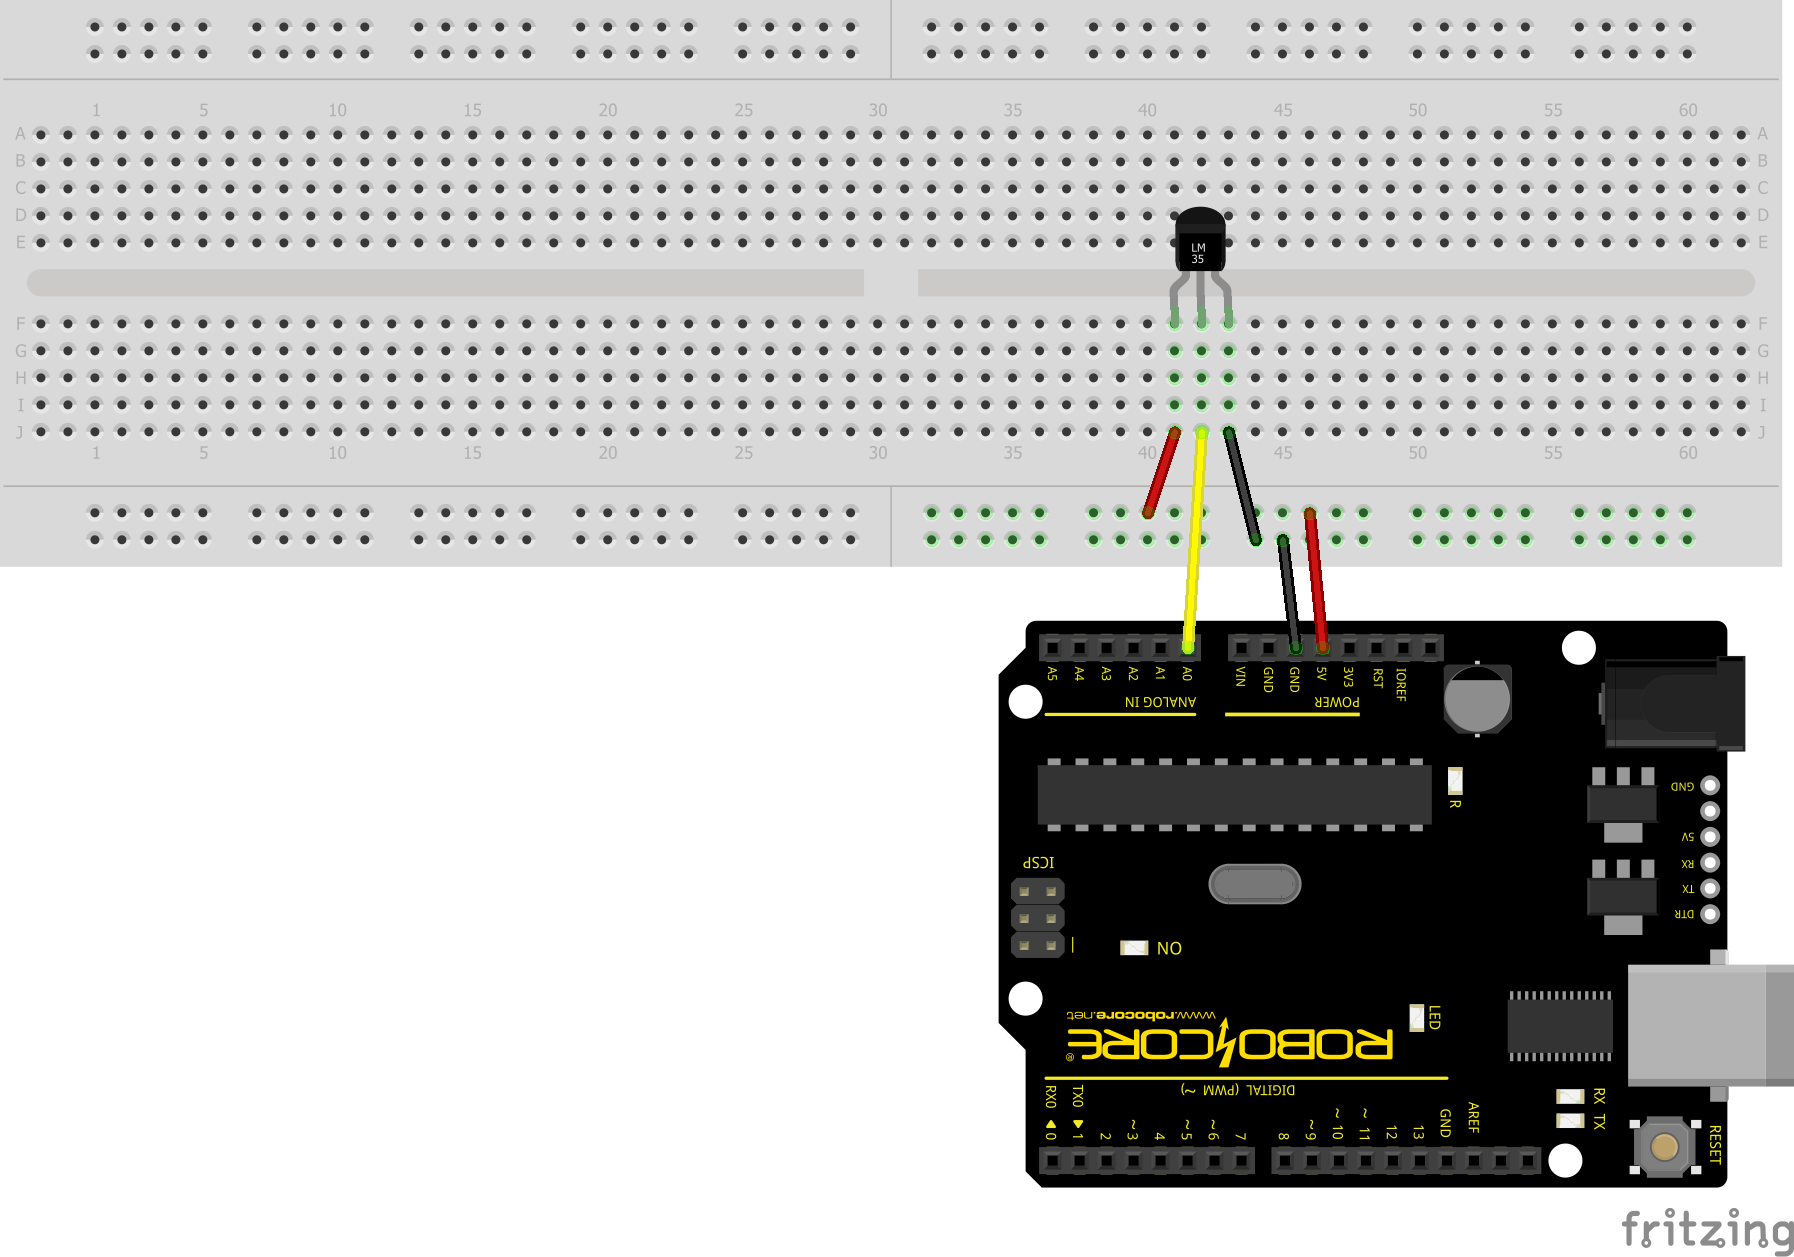 1 5 10 15 20 25 30 35 40 45 50 55 60
A A
B B
C C
D D
E E
LM
35
F F
G G
H H
I I
J J
1 5 10 15 20 25 30 35 40 45 50 55 60
A5 A4 A3 A2 A1 A0 VIN GND GND 5V 3V3 RST IOREF
ANALOG IN POWER
R
GND
5V
RX
TX
DTR
ICSP
ON
LED
www.robocore.net
ROBOCORE®
DIGITAL (PWM ~)
RX0 TX0
0 1 2 ~3 4 ~5 ~6 7 8 ~9 ~10 ~11 12 13 GND AREF
RX
TX
RESET
fritzing